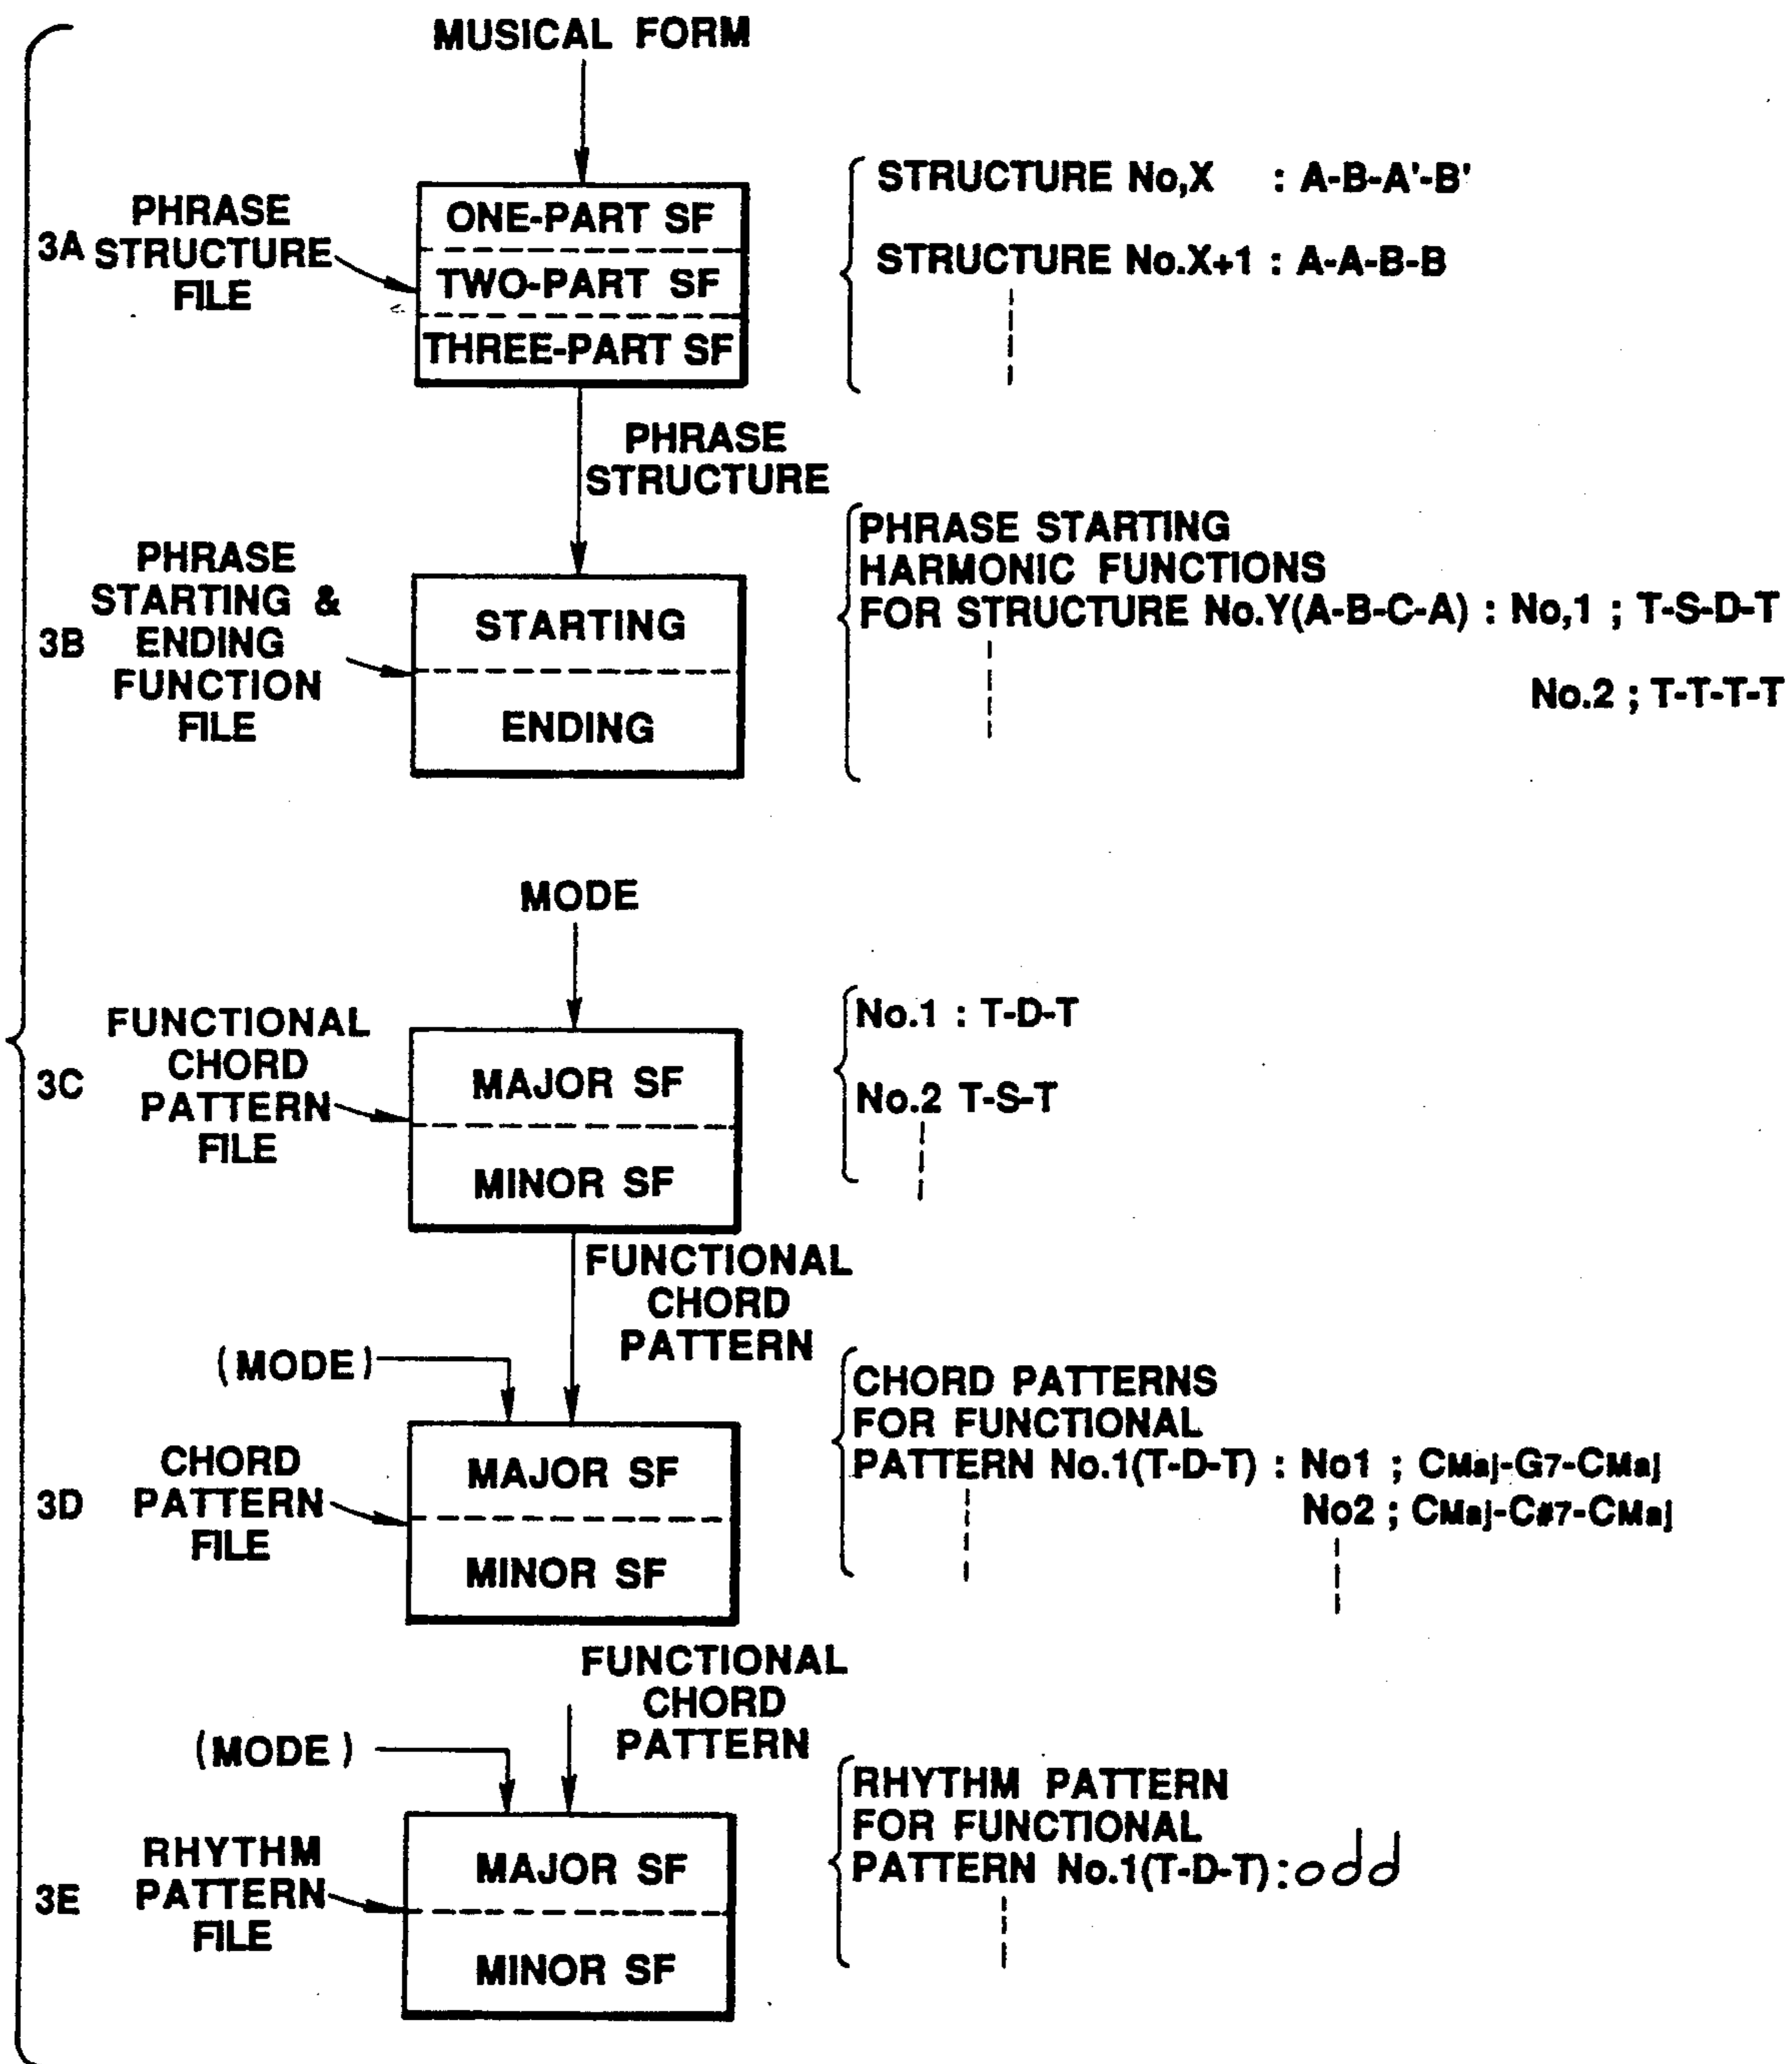 MUSICAL FORM
3A
PHRASE
STRUCTURE
FILE
ONE-PART SF
TWO-PART SF
THREE-PART SF
STRUCTURE No,X : A-B-A'-B'
STRUCTURE No.X+1 : A-A-B-B
PHRASE
STRUCTURE
3B
PHRASE
STARTING &
ENDING
FUNCTION
FILE
STARTING
ENDING
PHRASE STARTING
HARMONIC FUNCTIONS
FOR STRUCTURE No.Y(A-B-C-A) : No,1 ; T-S-D-T
No.2 ; T-T-T-T
MODE
3C
FUNCTIONAL
CHORD
PATTERN
FILE
MAJOR SF
MINOR SF
No.1 : T-D-T
No.2 T-S-T
FUNCTIONAL
CHORD
PATTERN
(MODE)
3D
CHORD
PATTERN
FILE
MAJOR SF
MINOR SF
CHORD PATTERNS
FOR FUNCTIONAL
PATTERN No.1(T-D-T) : No1 ; CMaj-G7-CMaj
No2 ; CMaj-C#7-CMaj
FUNCTIONAL
CHORD
PATTERN
(MODE)
3E
RHYTHM
PATTERN
FILE
MAJOR SF
MINOR SF
RHYTHM PATTERN
FOR FUNCTIONAL
PATTERN No.1(T-D-T):